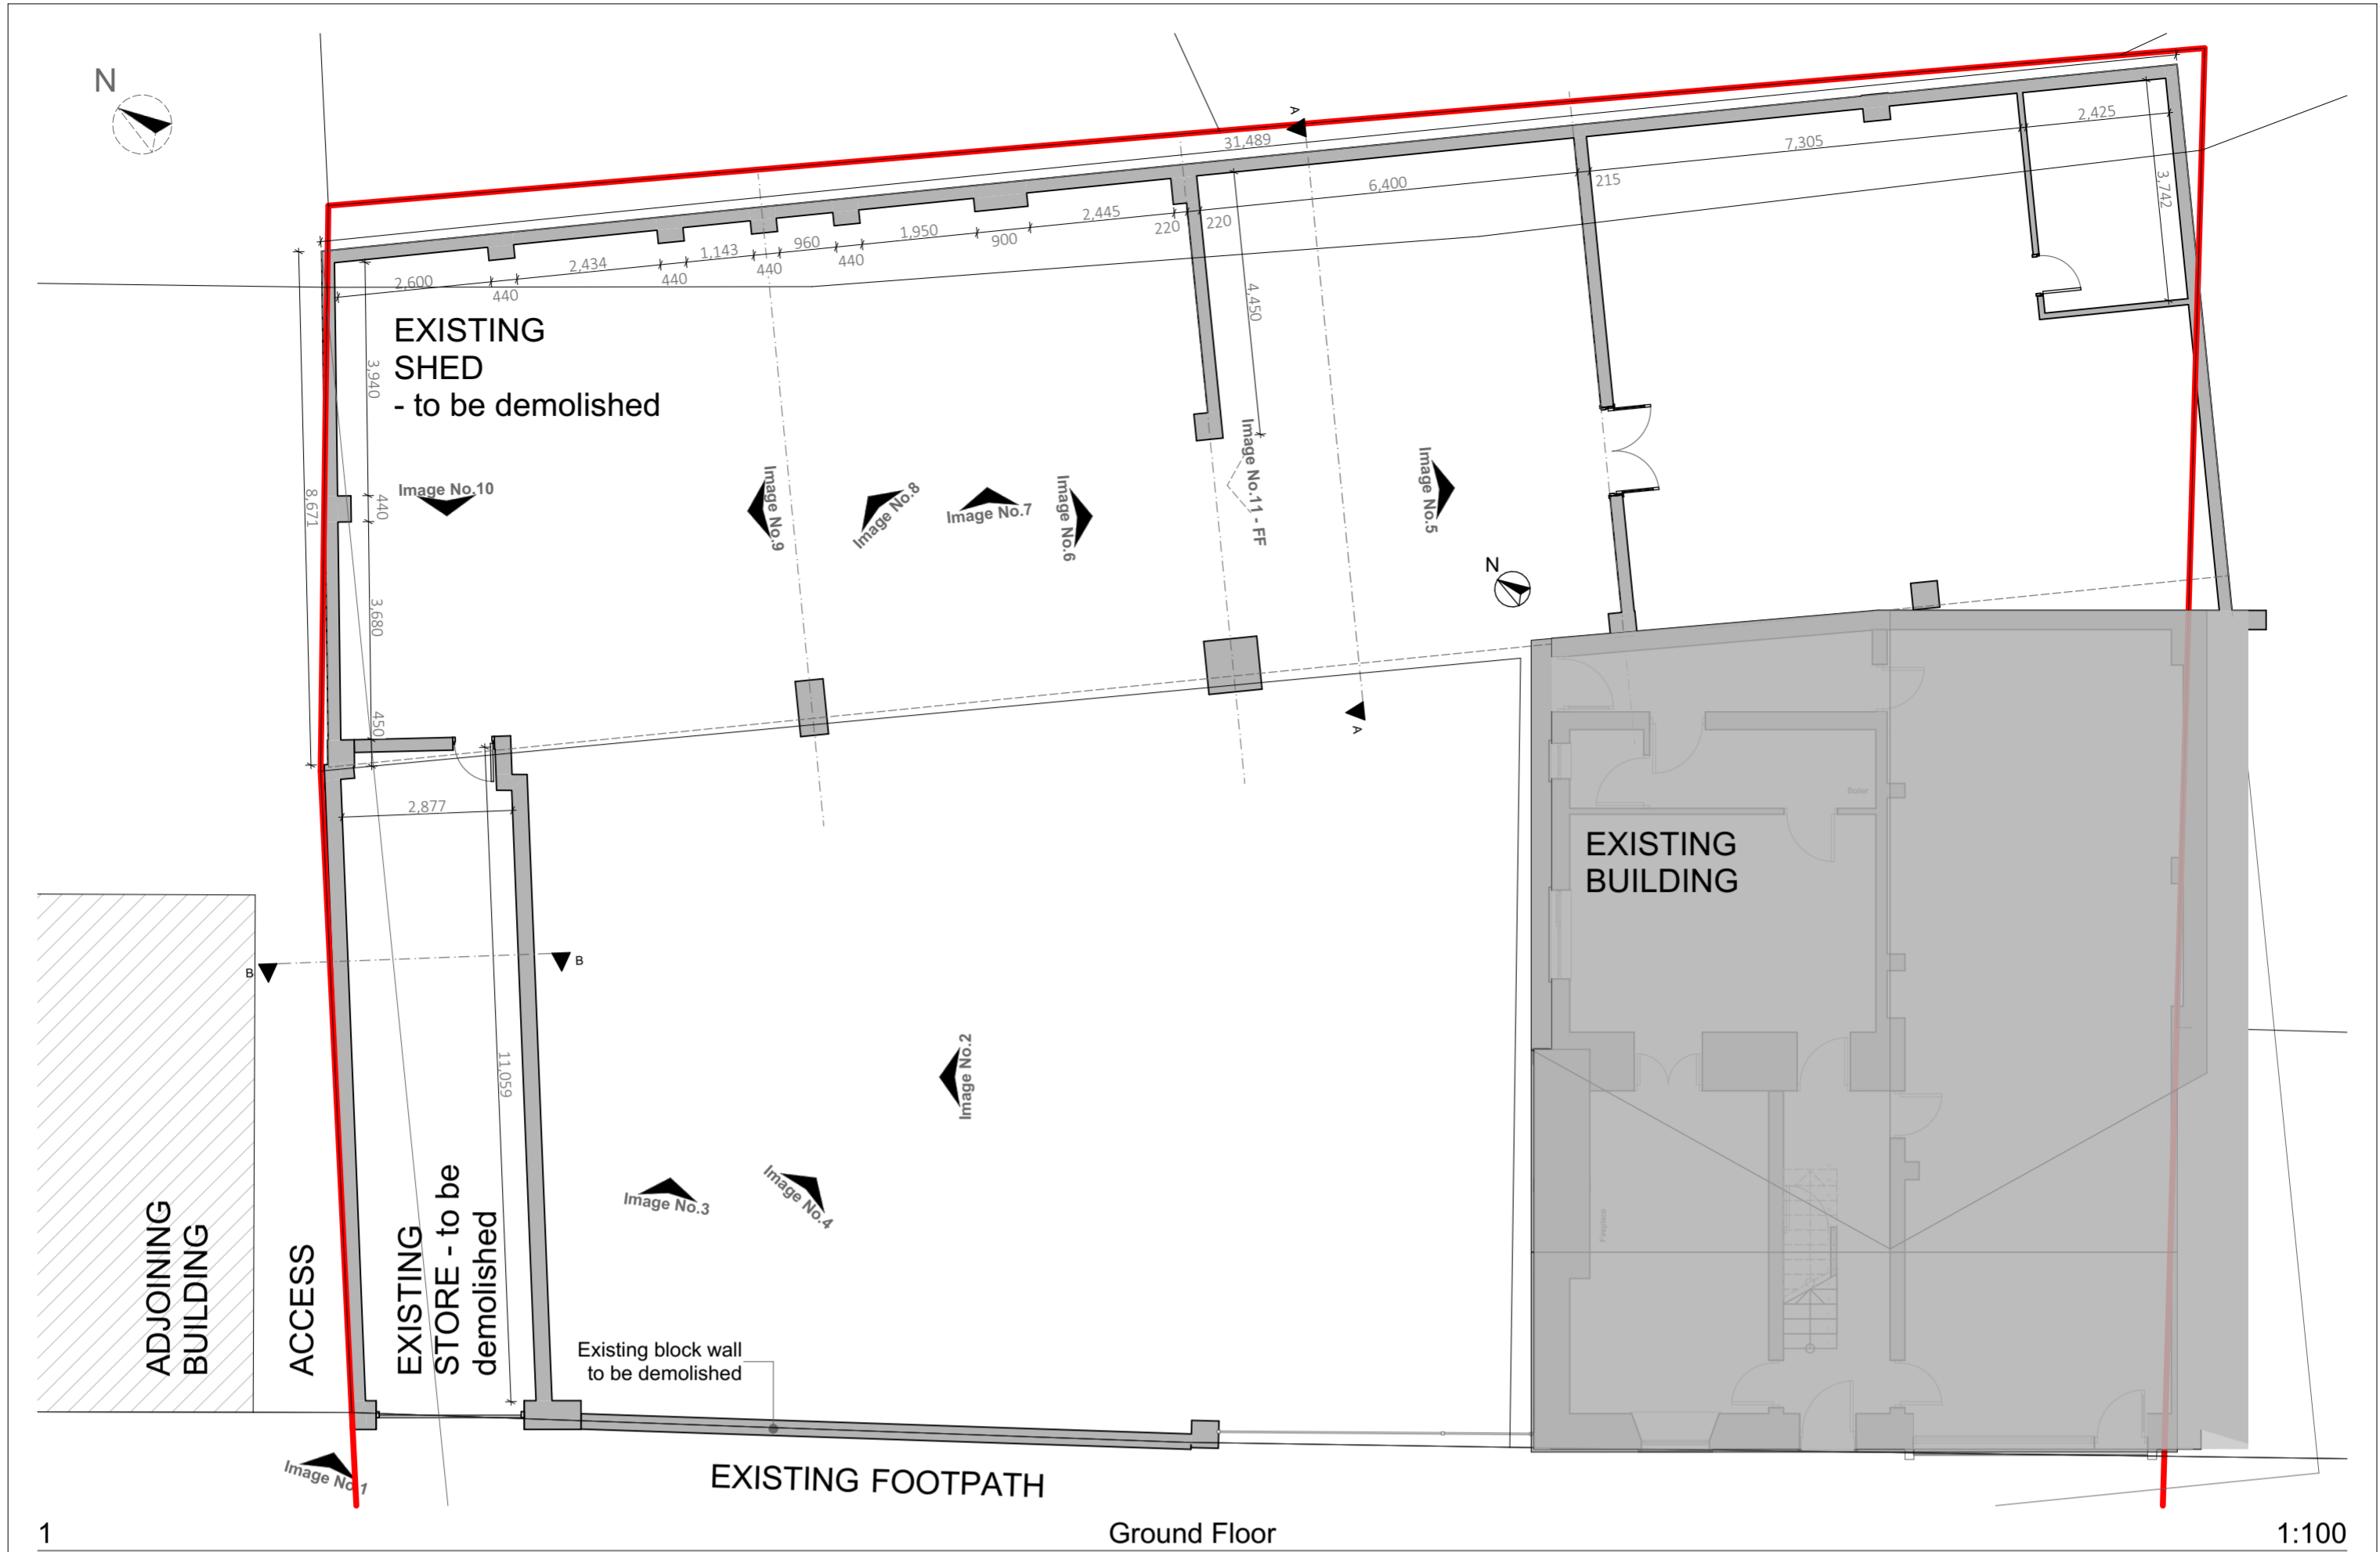 N
A
31,489
2,425
7,305
3,742
6,400
215
2,445
220
220
1,950
900
960
440
1,143
440
2,434
440
2,600
440
4,450
EXISTING
SHED
- to be demolished
3,940
8,671
440
3,680
450
Image No.10
Image No.9
Image No.8
Image No.7
Image No.6
Image No.11 - FF
Image No.5
N
A
2,877
Boiler
EXISTING
BUILDING
B
B
11,059
Image No.2
Image No.3
Image No.4
Fireplace
ADJOINING
BUILDING
ACCESS
EXISTING
STORE - to be
demolished
Existing block wall
to be demolished
Image No.1
EXISTING FOOTPATH
1
Ground Floor
1:100